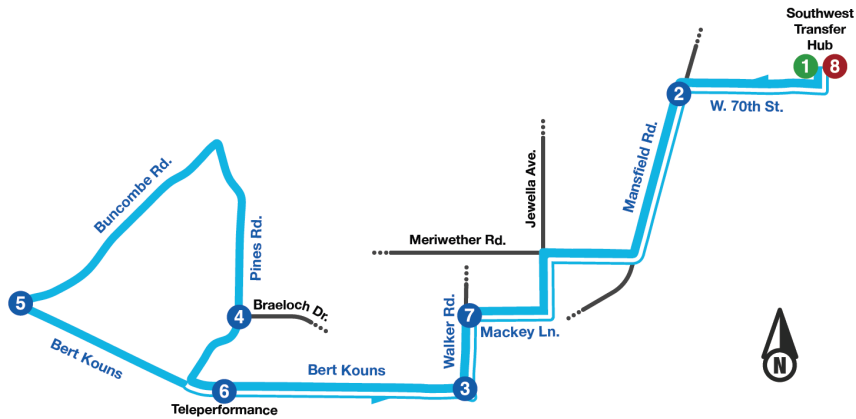 Southwest
Transfer
Hub
1 8
2
W. 70th St.
Mansfield Rd.
Jewella Ave.
Buncombe Rd.
Pines Rd.
Meriwether Rd.
5
Braeloch Dr.
4
Walker Rd.
7
Mackey Ln.
Bert Kouns
Bert Kouns
6
3
Teleperformance
N